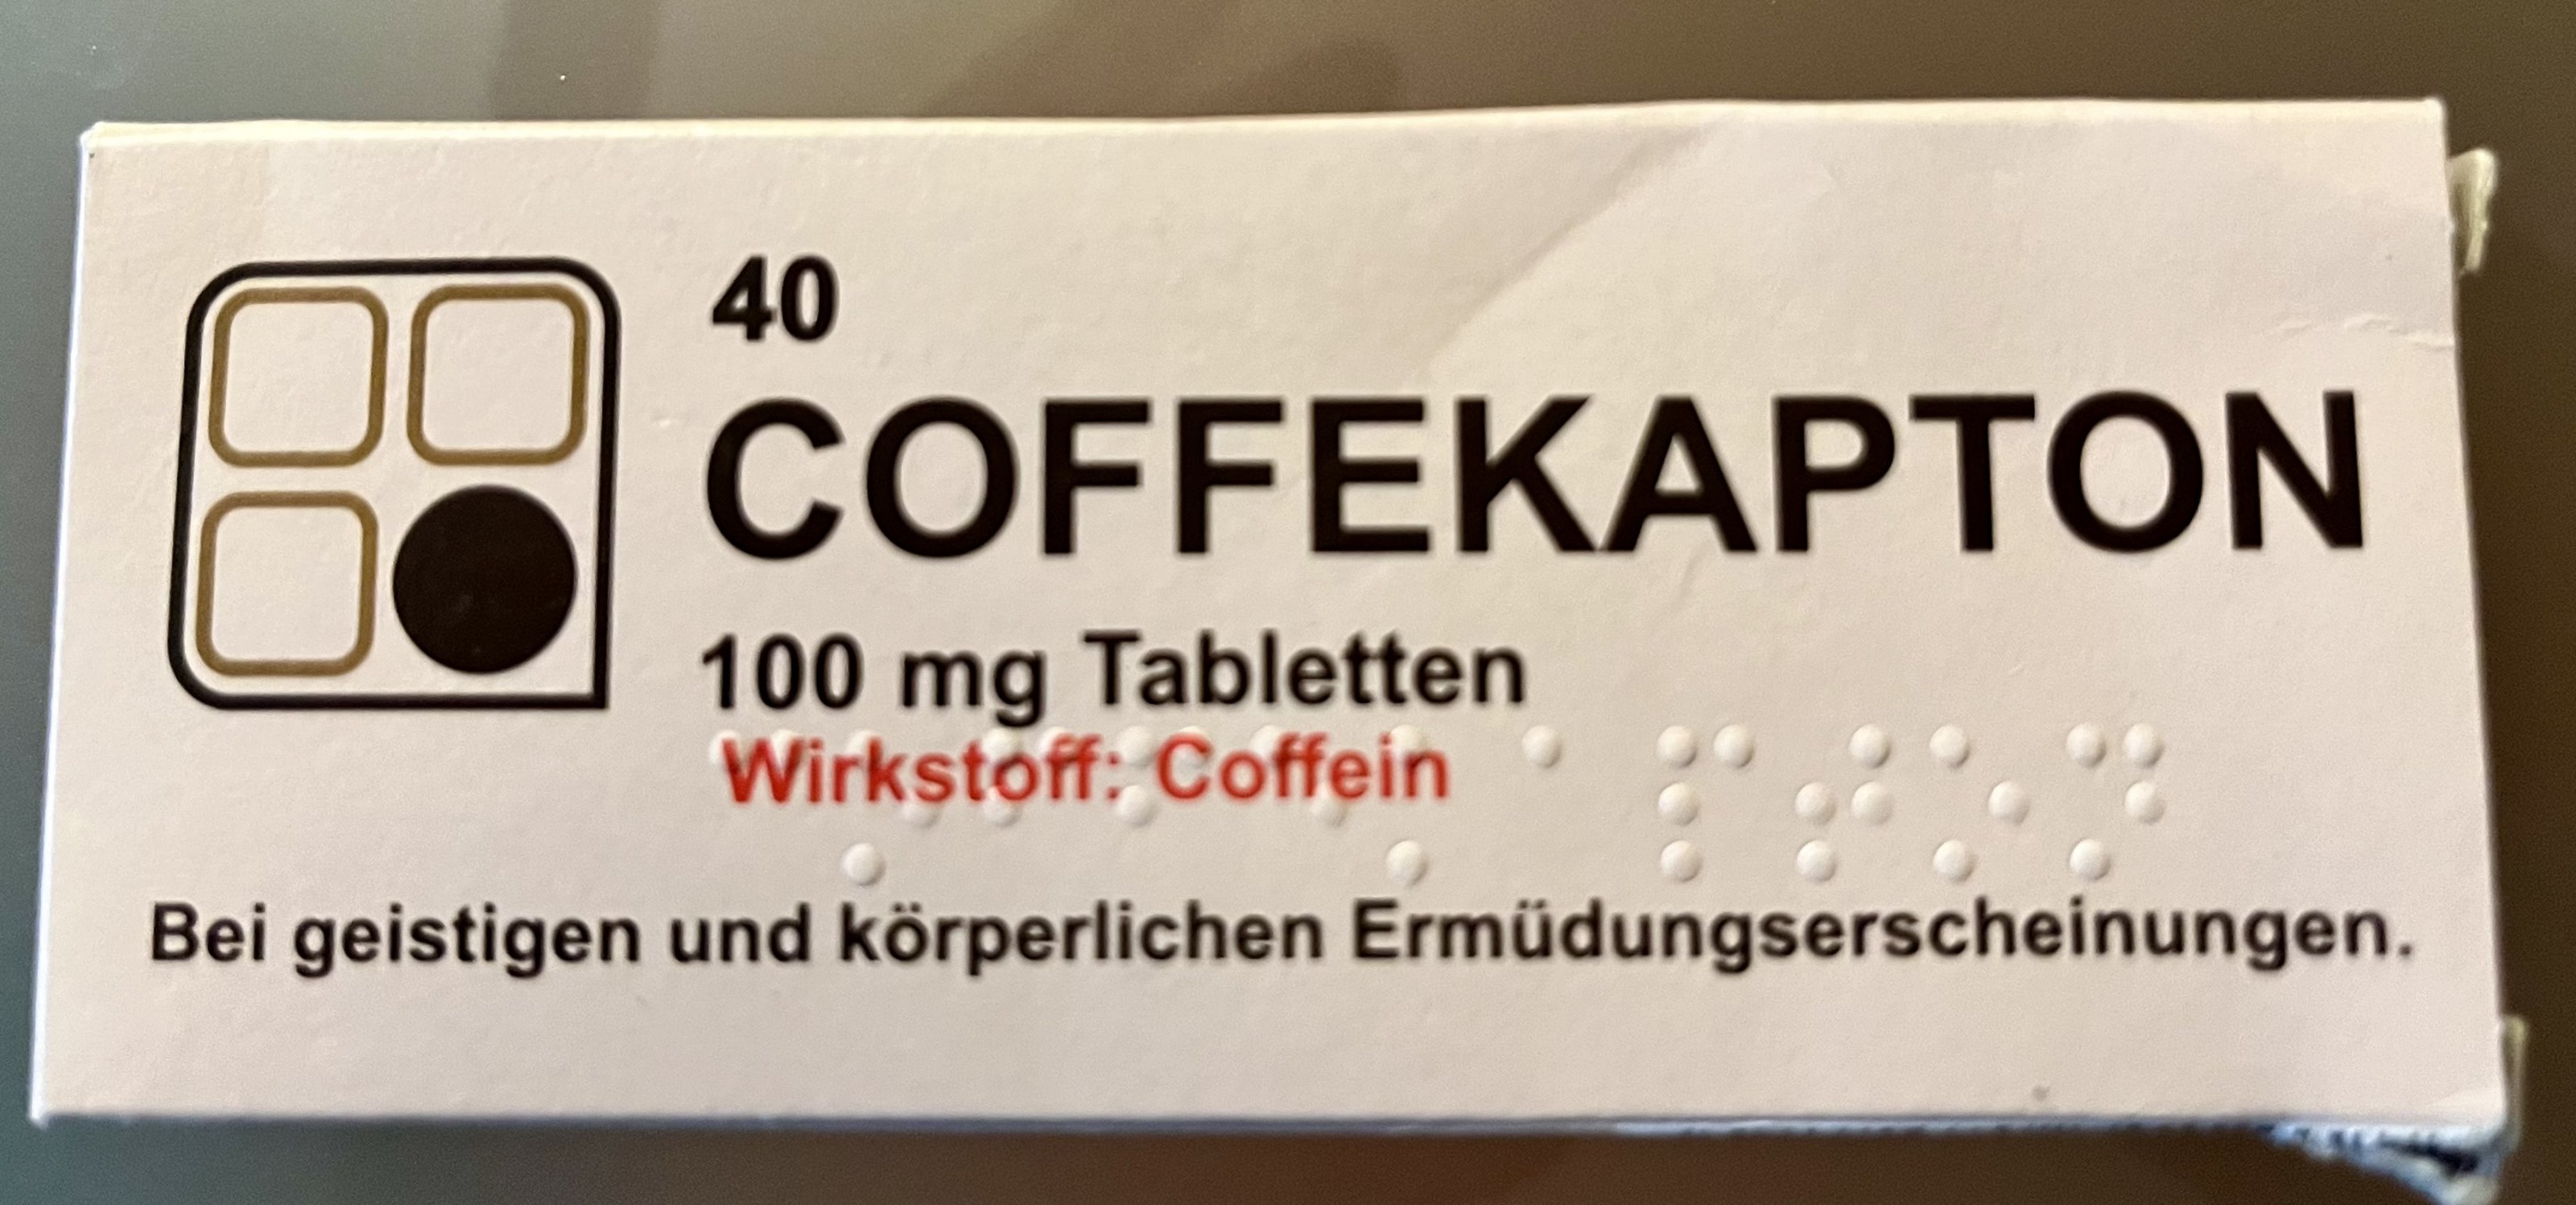 40
COFFEKAPTON
100 mg Tabletten
Wirkstoff: Coffein
Bei geistigen und körperlichen Ermüdungserscheinungen.